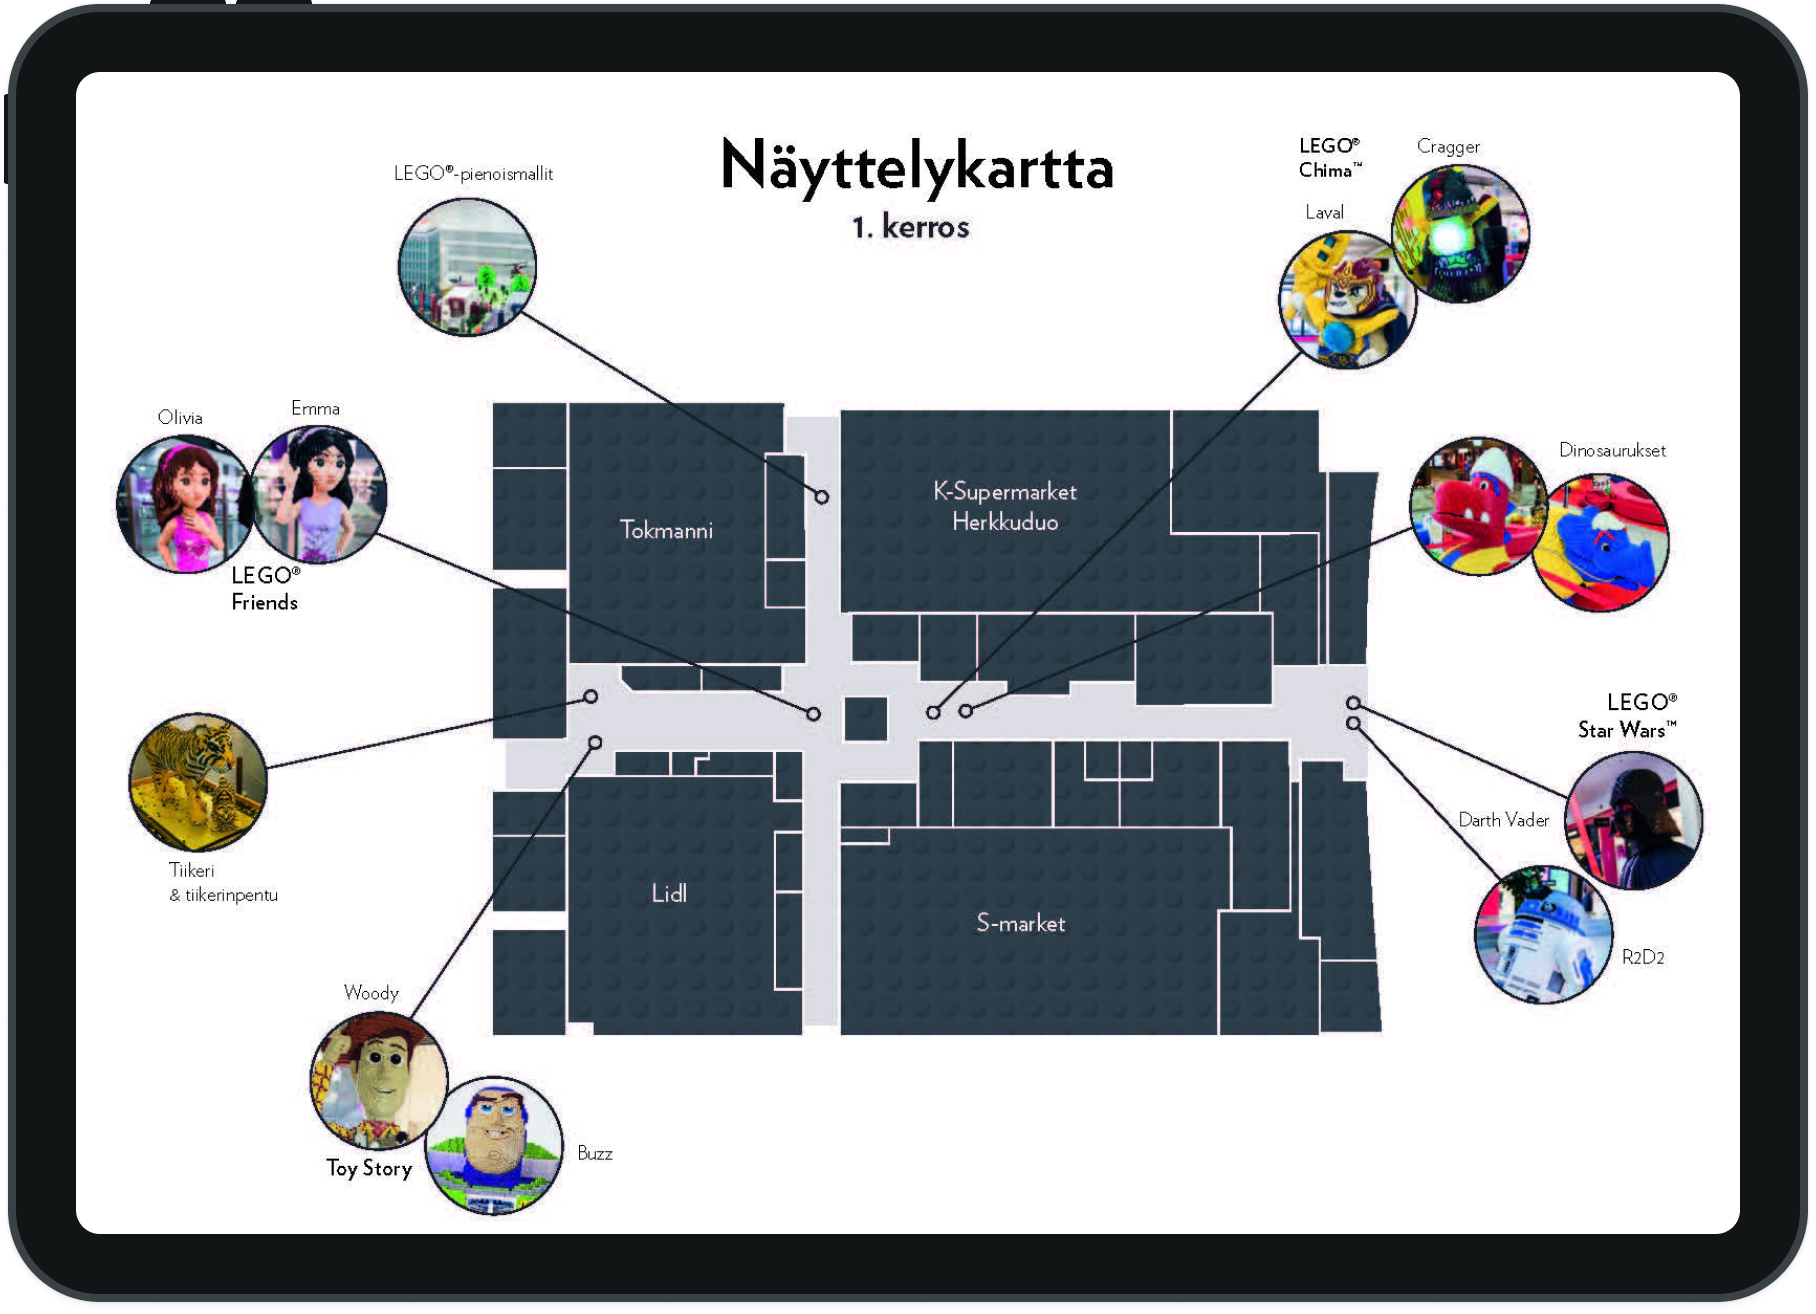 Näyttelykartta
1. kerros
LEGO®-pienoismallit
LEGO®
Chima™
Cragger
Laval
Olivia
Emma
LEGO®
Friends
Dinosaurukset
Tokmanni
K-Supermarket
Herkkuduo
LEGO®
Star Wars™
Darth Vader
R2D2
Tiikeri
& tiikerinpentu
Lidl
S-market
Woody
Toy Story
Buzz